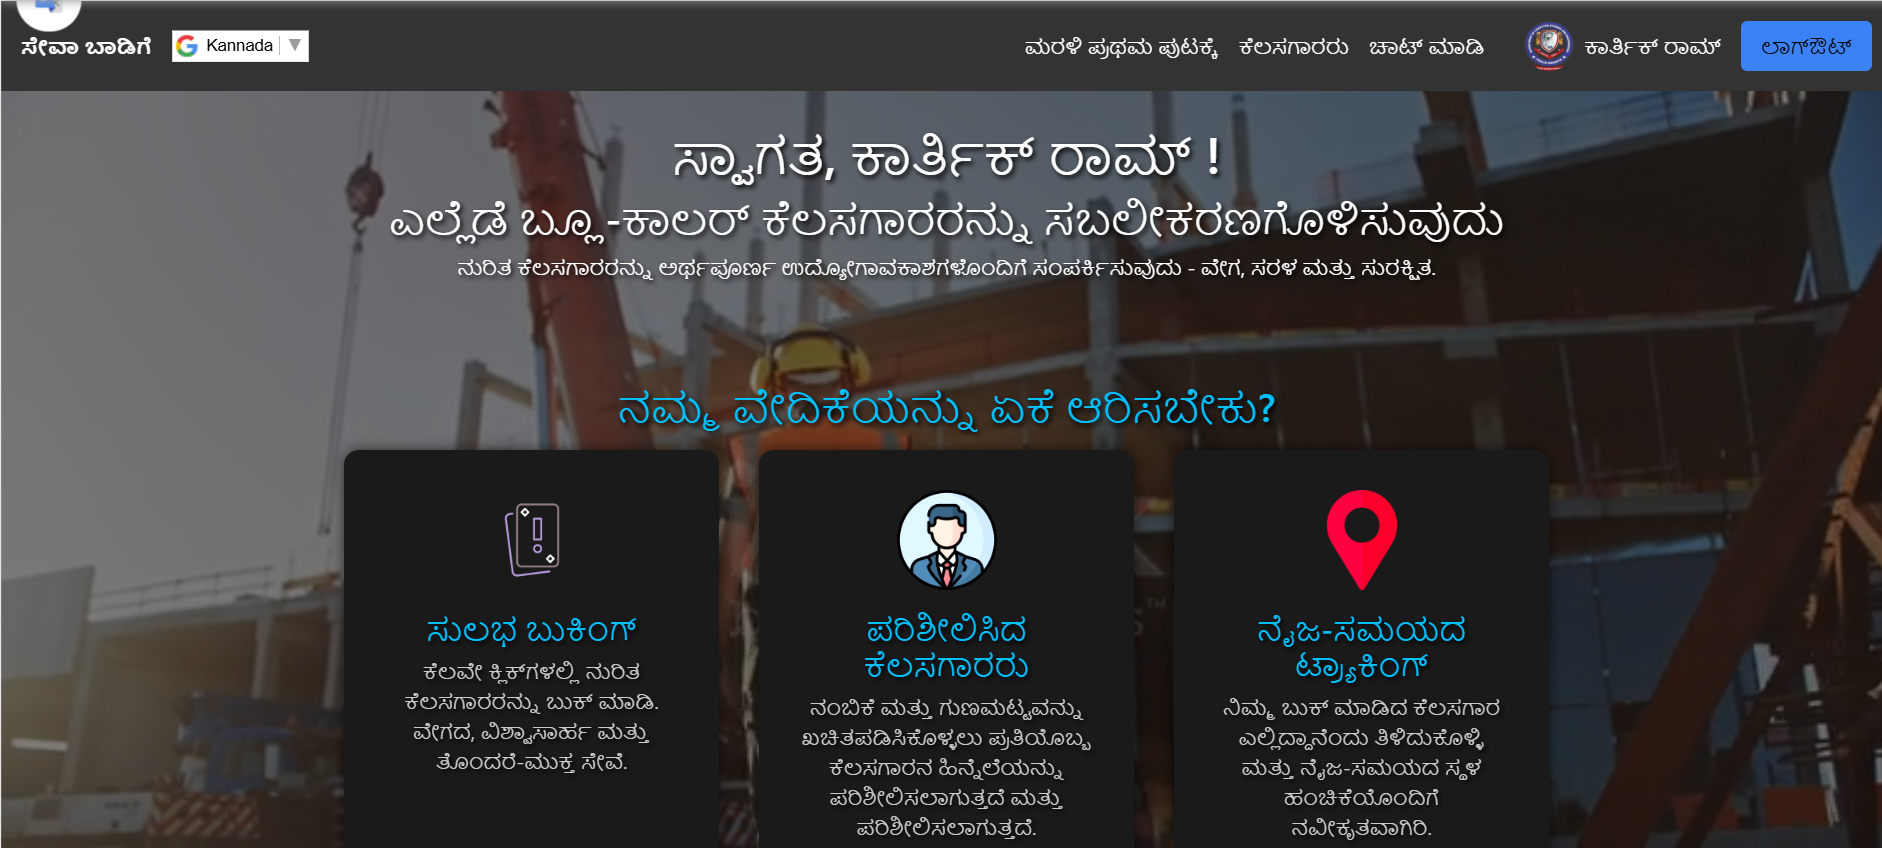 ಸೇವಾ ಬಾಡಿಗೆ
Kannada
ಮರಳಿ ಪ್ರಥಮ ಪುಟಕ್ಕೆ
ಕೆಲಸಗಾರರು
ಚಾಟ್ ಮಾಡಿ
ಕಾರ್ತಿಕ್ ರಾಮ್
ಲಾಗ್ಔಟ್
ಸ್ವಾಗತ, ಕಾರ್ತಿಕ್ ರಾಮ್ !
ಎಲ್ಲೆಡೆ ಬ್ಲೂ-ಕಾಲರ್ ಕೆಲಸಗಾರರನ್ನು ಸಬಲೀಕರಣಗೊಳಿಸುವುದು
ನುರಿತ ಕೆಲಸಗಾರರನ್ನು ಅರ್ಥಪೂರ್ಣ ಉದ್ಯೋಗಾವಕಾಶಗಳೊಂದಿಗೆ ಸಂಪರ್ಕಿಸುವುದು - ವೇಗ, ಸರಳ ಮತ್ತು ಸುರಕ್ಷಿತ.
ನಮ್ಮ ವೇದಿಕೆಯನ್ನು ಏಕೆ ಆರಿಸಬೇಕು?
ಸುಲಭ ಬುಕಿಂಗ್
ಕೆಲವೇ ಕ್ಲಿಕ್‌ಗಳಲ್ಲಿ ನುರಿತ
ಕೆಲಸಗಾರರನ್ನು ಬುಕ್ ಮಾಡಿ.
ವೇಗದ, ವಿಶ್ವಾಸಾರ್ಹ ಮತ್ತು
ತೊಂದರೆ-ಮುಕ್ತ ಸೇವೆ.
ಪರಿಶೀಲಿಸಿದ
ಕೆಲಸಗಾರರು
ನಂಬಿಕೆ ಮತ್ತು ಗುಣಮಟ್ಟವನ್ನು
ಖಚಿತಪಡಿಸಿಕೊಳ್ಳಲು ಪ್ರತಿಯೊಬ್ಬ
ಕೆಲಸಗಾರನ ಹಿನ್ನೆಲೆಯನ್ನು
ಪರಿಶೀಲಿಸಲಾಗುತ್ತದೆ ಮತ್ತು
ಪರಿಶೀಲಿಸಲಾಗುತ್ತದೆ.
ನೈಜ-ಸಮಯದ
ಟ್ರ್ಯಾಕಿಂಗ್
ನಿಮ್ಮ ಬುಕ್ ಮಾಡಿದ ಕೆಲಸಗಾರ
ಎಲ್ಲಿದ್ದಾನೆಂದು ತಿಳಿದುಕೊಳ್ಳಿ
ಮತ್ತು ನೈಜ-ಸಮಯದ ಸ್ಥಳ
ಹಂಚಿಕೆಯೊಂದಿಗೆ
ನವೀಕೃತವಾಗಿರಿ.